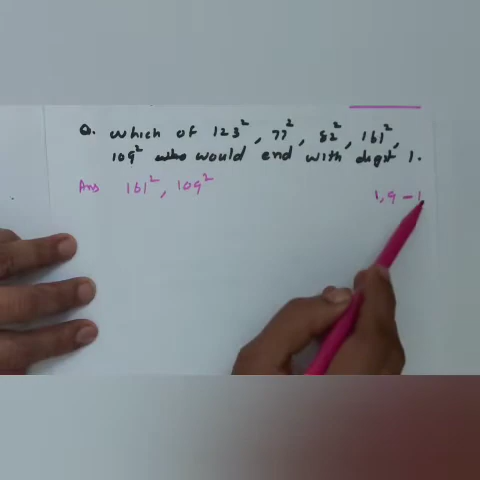 Q. Which of 123², 77², 82², 161²,
109² who would end with digit 1.
Ans 161², 109²
1, 9 - 1